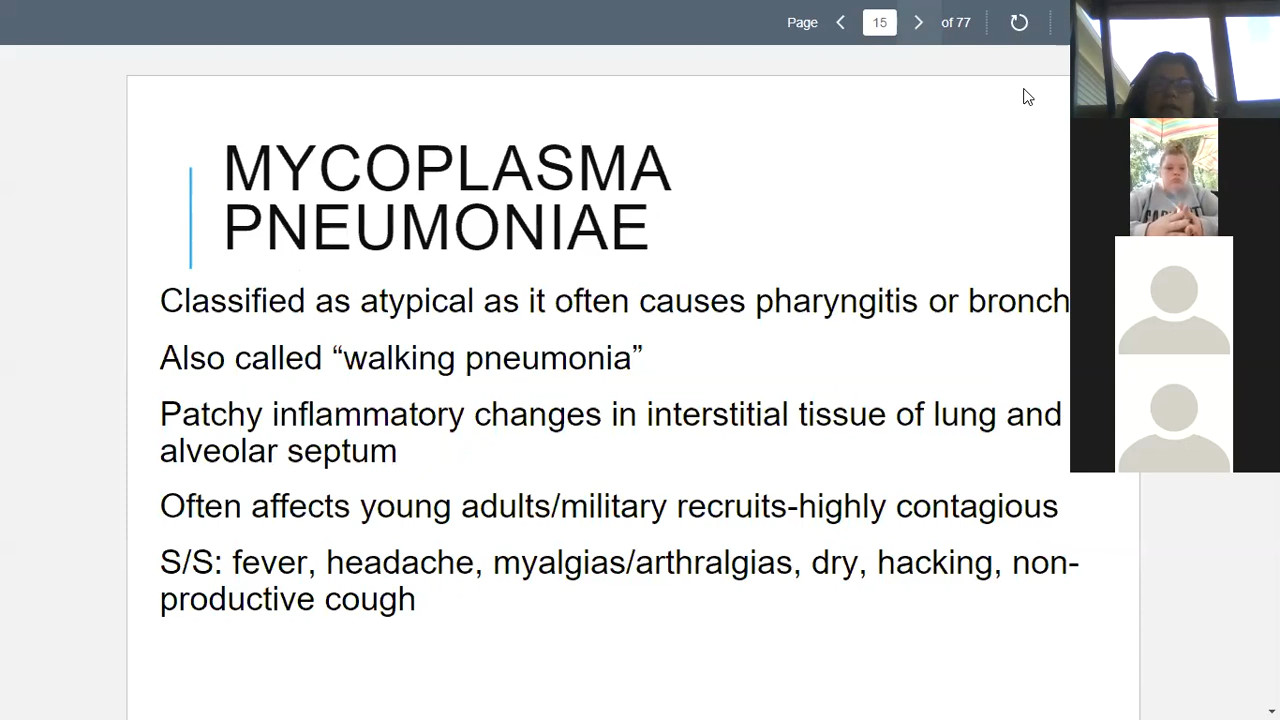 Page 15 of 77
MYCOPLASMA
PNEUMONIAE
Classified as atypical as it often causes pharyngitis or bronch
Also called “walking pneumonia”
Patchy inflammatory changes in interstitial tissue of lung and
alveolar septum
Often affects young adults/military recruits-highly contagious
S/S: fever, headache, myalgias/arthralgias, dry, hacking, non-
productive cough